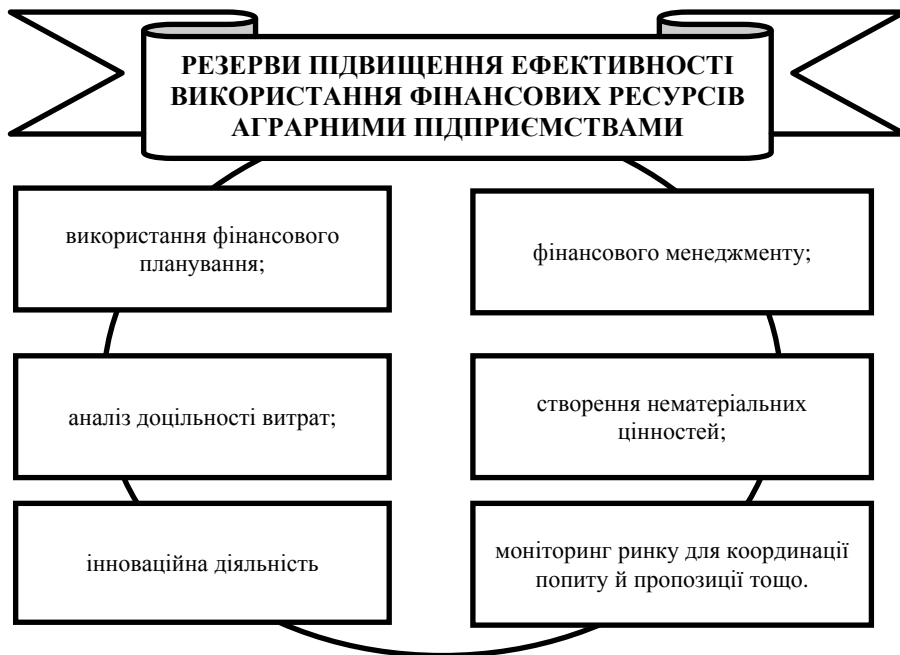 РЕЗЕРВИ ПІДВИЩЕННЯ ЕФЕКТИВНОСТІ
ВИКОРИСТАННЯ ФІНАНСОВИХ РЕСУРСІВ
АГРАРНИМИ ПІДПРИЄМСТВАМИ
використання фінансового
планування;
фінансового менеджменту;
аналіз доцільності витрат;
створення нематеріальних
цінностей;
інноваційна діяльність
моніторинг ринку для координації
попиту й пропозиції тощо.